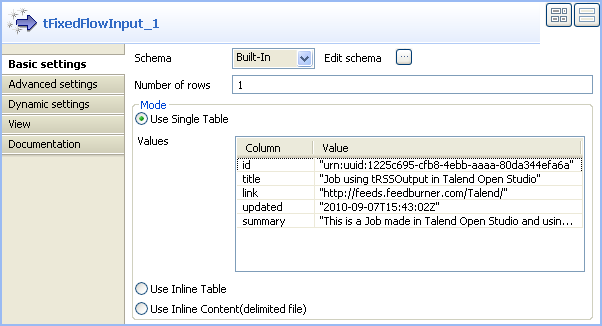 tFixedFlowInput_1
Basic settings
Advanced settings
Dynamic settings
View
Documentation
Schema Built-In Edit schema ...
Number of rows 1
Mode
Use Single Table
Values
Column Value
id "urn:uuid:1225c695-cfb8-4ebb-aaaa-80da344efa6a"
title "Job using tRSSOutput in Talend Open Studio"
link "http://feeds.feedburner.com/Talend/"
updated "2010-09-07T15:43:02Z"
summary "This is a Job made in Talend Open Studio and usin...
Use Inline Table
Use Inline Content(delimited file)